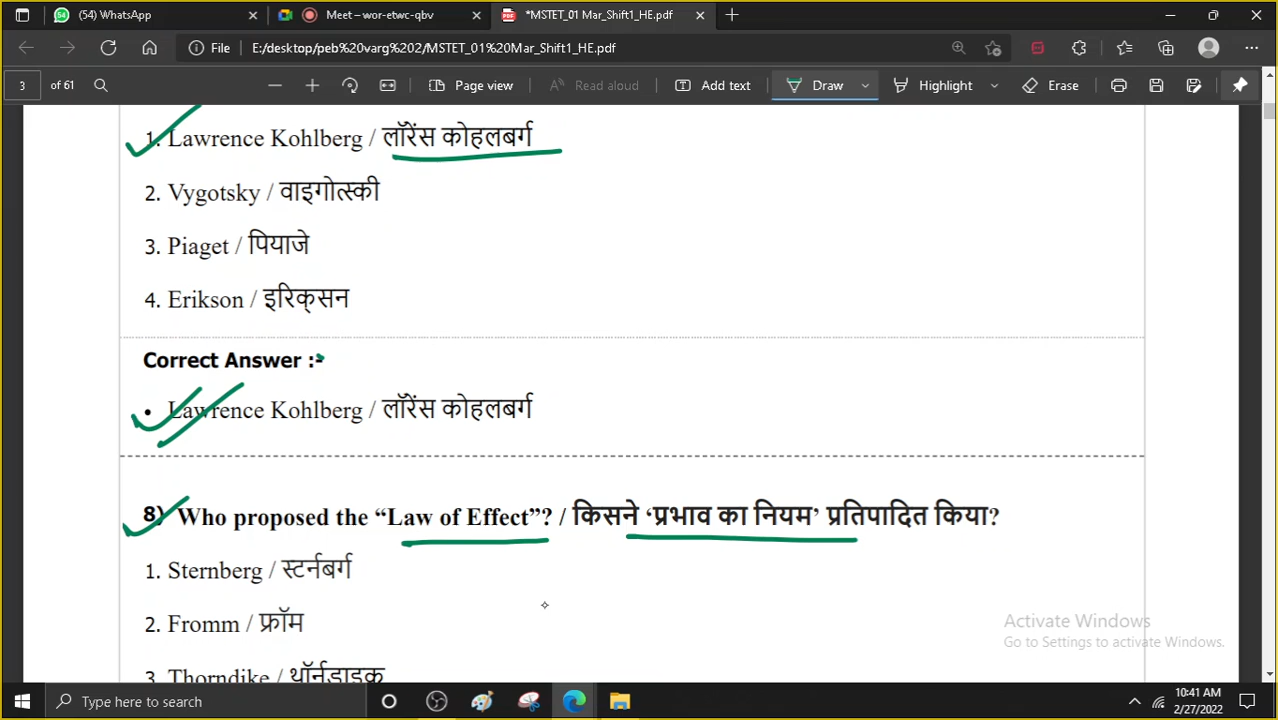 (54) WhatsApp
Meet – wor-etwc-qbv
*MSTET_01 Mar_Shift1_HE.pdf
File
E:/desktop/peb%20varg%202/MSTET_01%20Mar_Shift1_HE.pdf
3 of 61
Page view
Read aloud
Add text
Draw
Highlight
Erase
1. Lawrence Kohlberg / लॉरेंस कोहलबर्ग
2. Vygotsky / वाइगोत्स्की
3. Piaget / पियाजे
4. Erikson / इरिक्सन
Correct Answer :-
• Lawrence Kohlberg / लॉरेंस कोहलबर्ग
8) Who proposed the “Law of Effect”? / किसने ‘प्रभाव का नियम’ प्रतिपादित किया?
1. Sternberg / स्टर्नबर्ग
2. Fromm / फ्रॉम
3. Thorndike / थॉर्नडाइक
Activate Windows
Go to Settings to activate Windows.
Type here to search
10:41 AM
2/27/2022